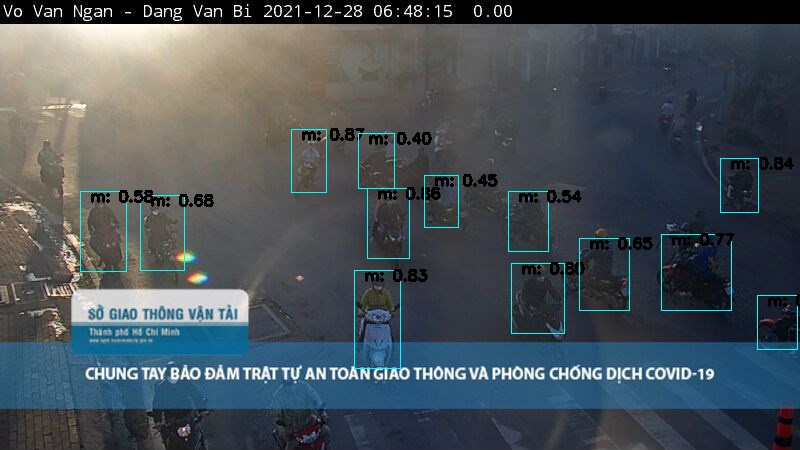 Vo Van Ngan - Dang Van Bi 2021-12-28 06:48:15 0.00
m: 0.87
m: 0.40
m: 0.84
m: 0.58
m: 0.68
m: 0.86
m: 0.45
m: 0.54
m: 0.65
m: 0.77
m: 0.83
m: 0.80
m:
SỞ GIAO THÔNG VẬN TẢI
Thành phố Hồ Chí Minh
CHUNG TAY BẢO ĐẢM TRẬT TỰ AN TOÀN GIAO THÔNG VÀ PHÒNG CHỐNG DỊCH COVID-19